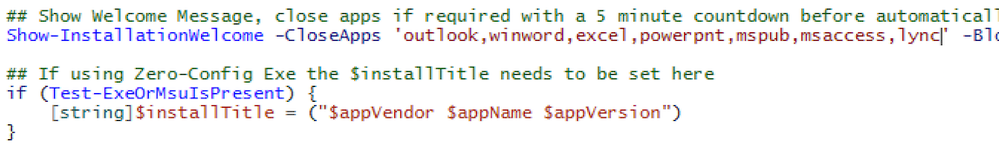 ## Show Welcome Message, close apps if required with a 5 minute countdown before automatical
Show-InstallationWelcome -CloseApps 'outlook,winword,excel,powerpnt,mspub,msaccess,lync' -Blo
## If using Zero-Config Exe the $installTitle needs to be set here
if (Test-ExeOrMsuIsPresent) {
    [string]$installTitle = ("$appVendor $appName $appVersion")
}